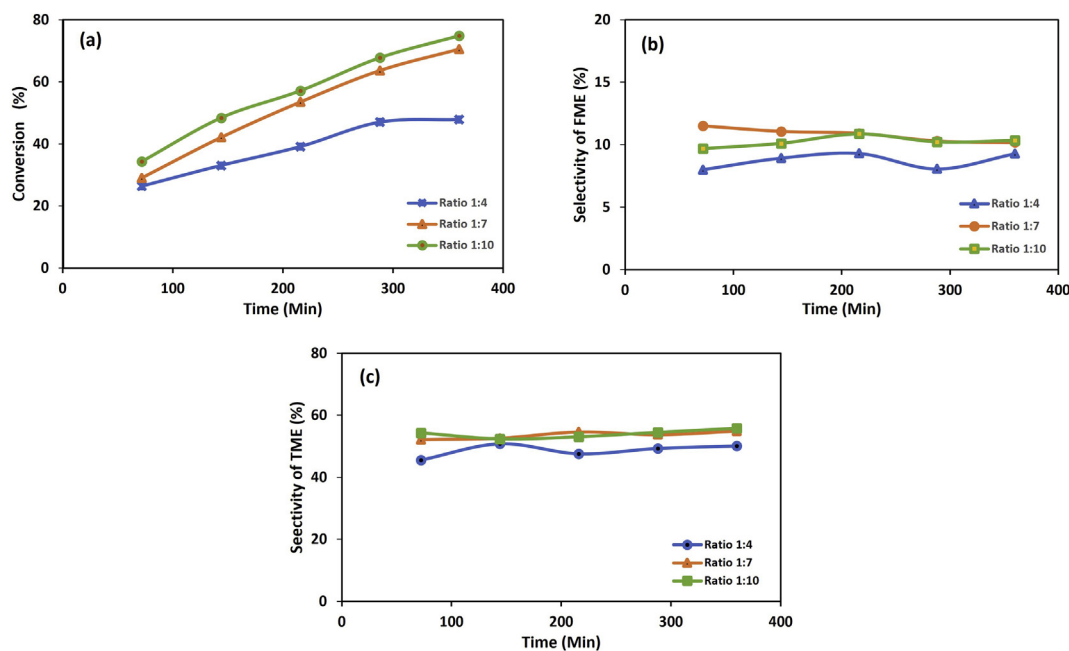 (a)
Conversion (%)
80
60
40
20
0
Ratio 1:4
Ratio 1:7
Ratio 1:10
0 100 200 300 400
Time (Min)
(b)
Selectivity of FME (%)
20
15
10
5
0
Ratio 1:4
Ratio 1:7
Ratio 1:10
0 100 200 300 400
Time (Min)
(c)
Seectivity of TME (%)
80
60
40
20
0
Ratio 1:4
Ratio 1:7
Ratio 1:10
0 100 200 300 400
Time (Min)